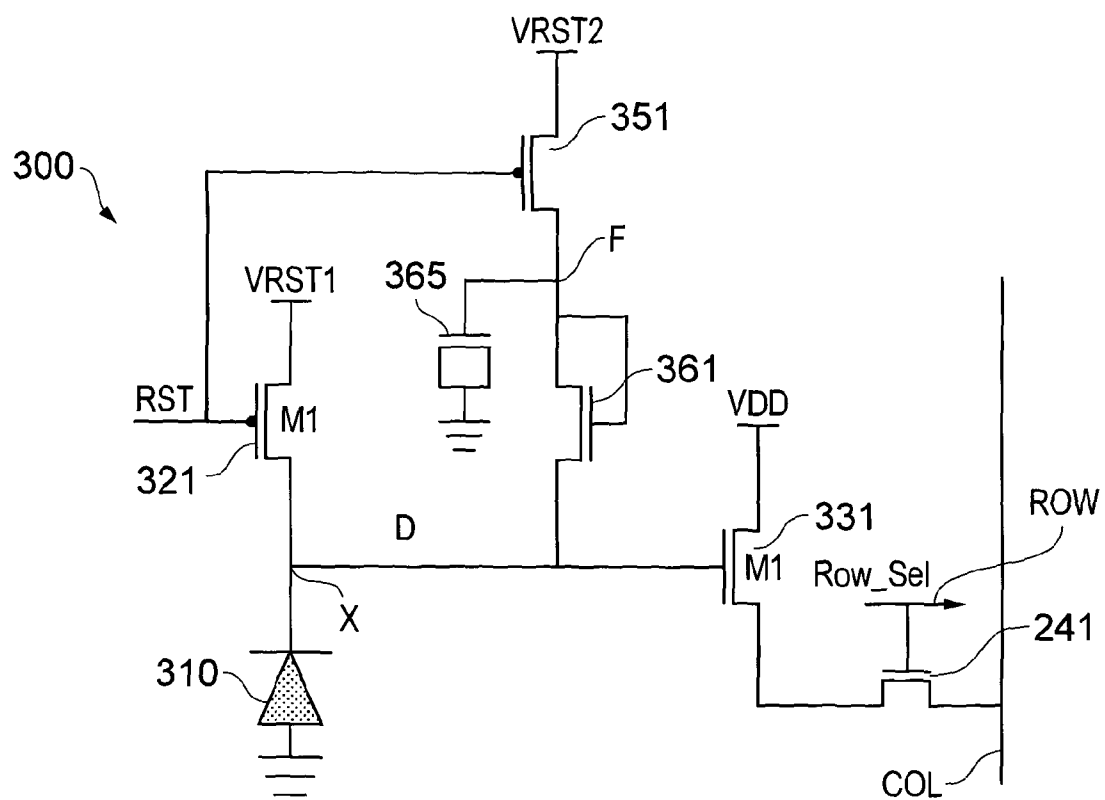 VRST2
351
300
F
VRST1
365
361
RST
M1
VDD
321
331
ROW
D
M1
Row_Sel
X
241
310
COL